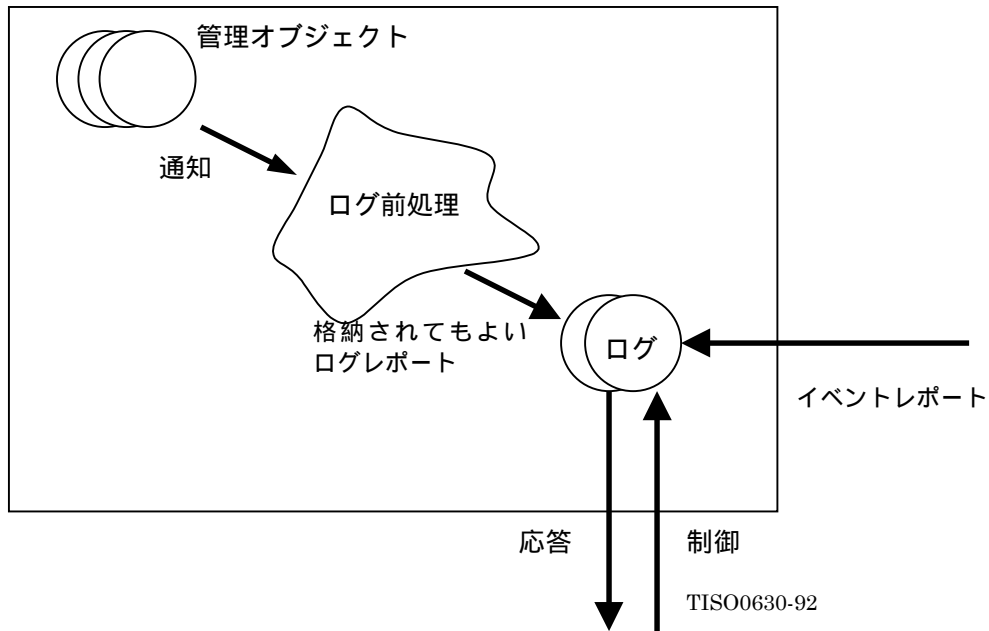 管理オブジェクト
通知
ログ前処理
格納されてもよい
ログレポート
ログ
イベントレポート
応答
制御
TISO0630-92